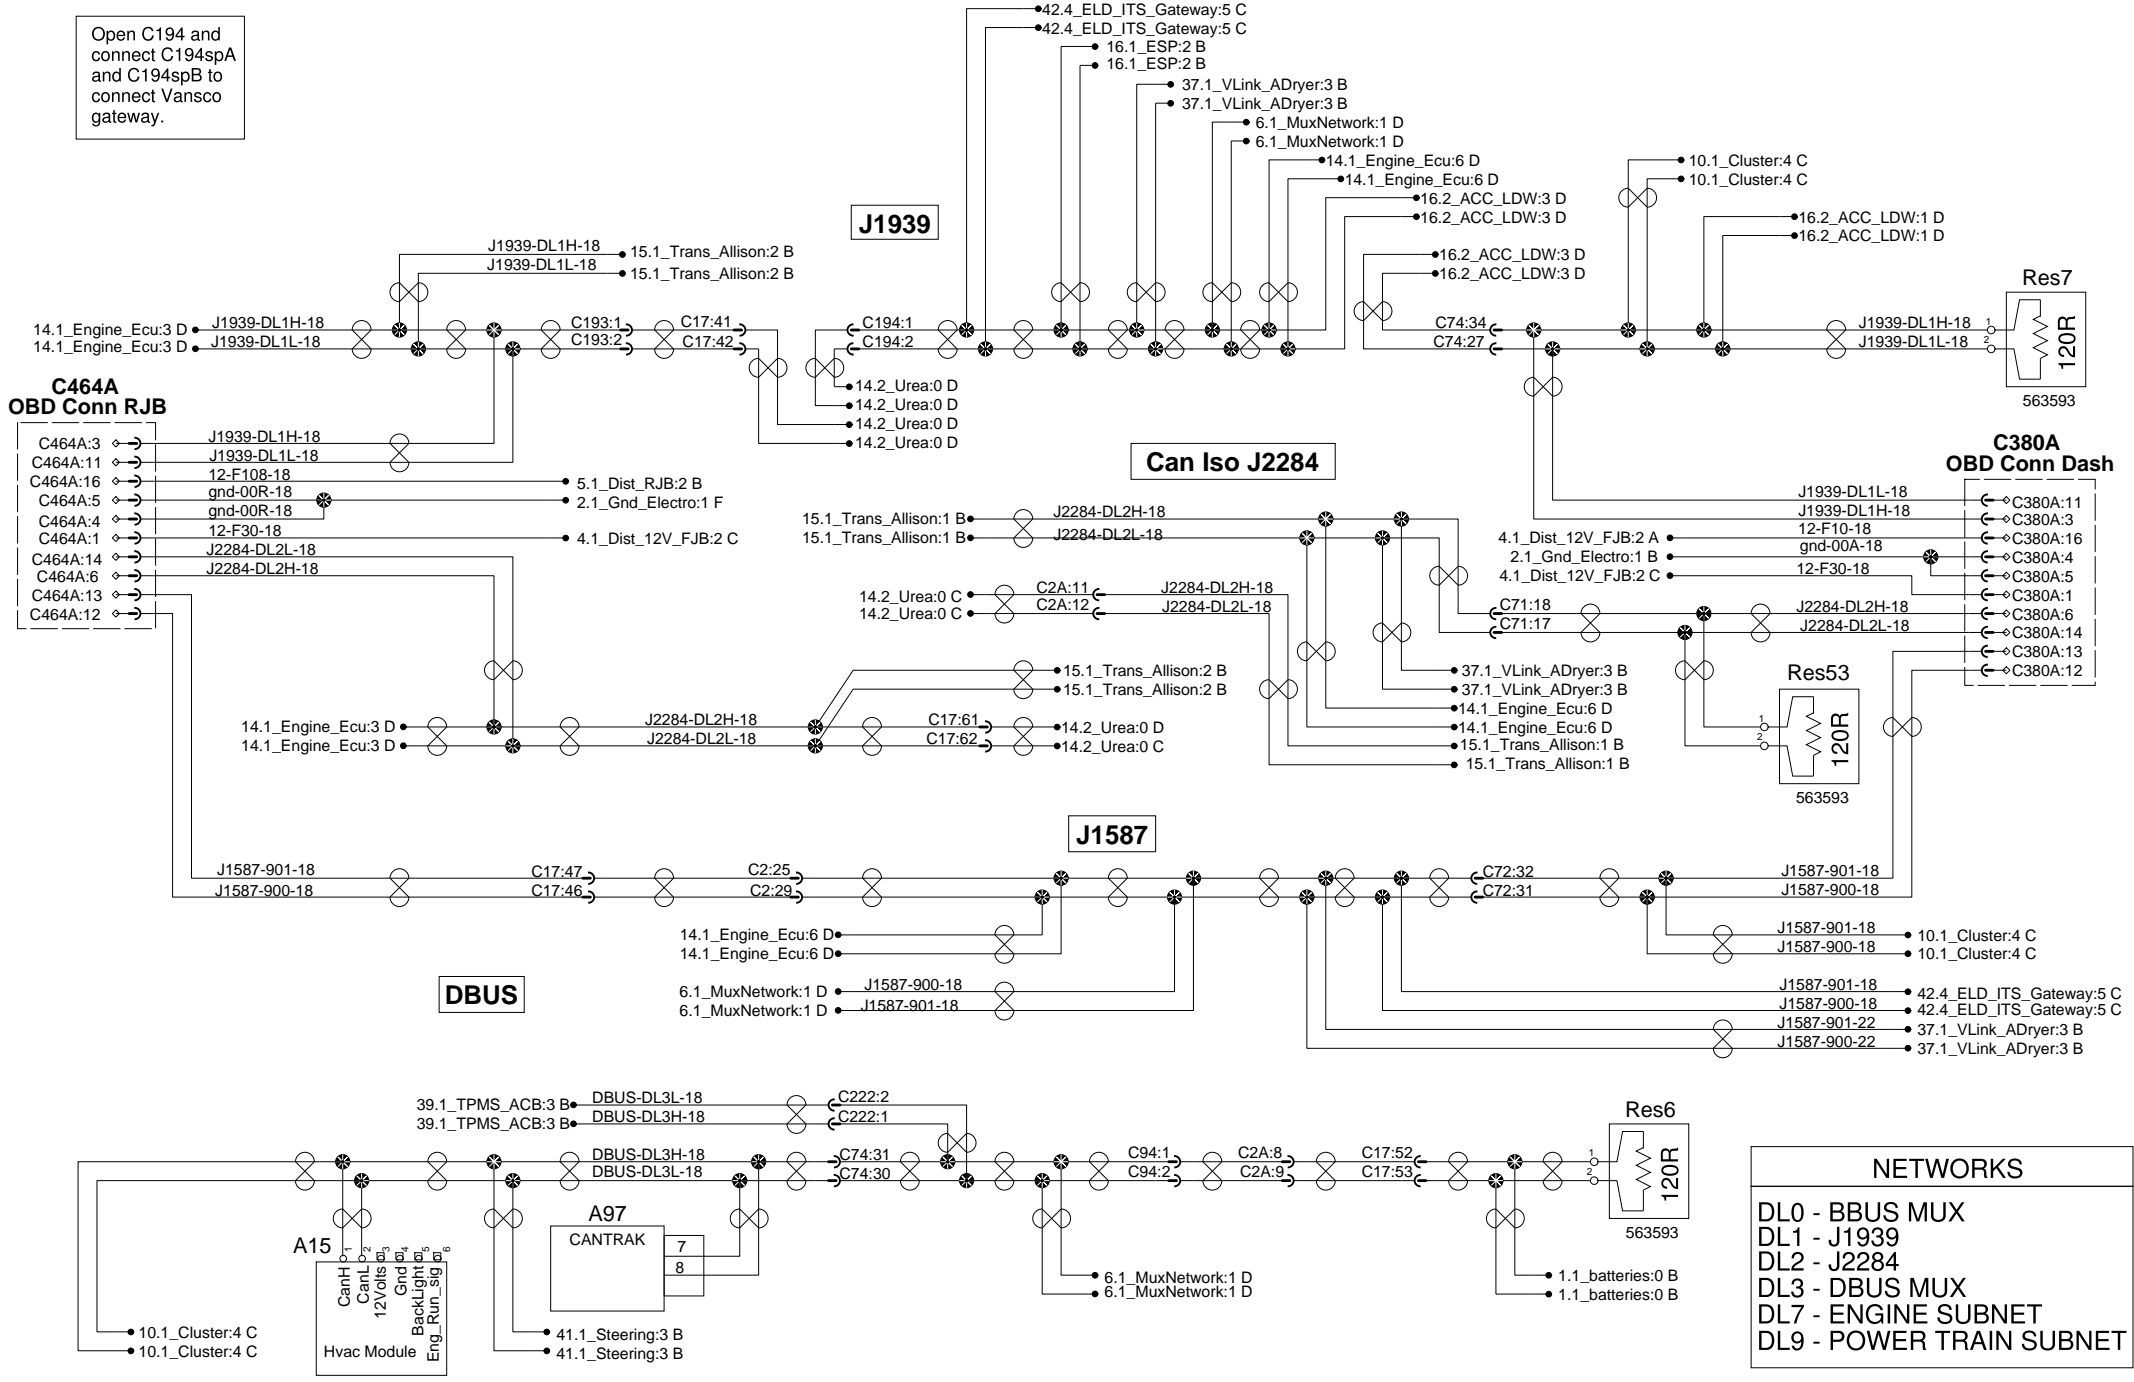 Open C194 and
connect C194spA
and C194spB to
connect Vansco
gateway.
42.4_ELD_ITS_Gateway:5 C
42.4_ELD_ITS_Gateway:5 C
16.1_ESP:2 B
16.1_ESP:2 B
37.1_VLink_ADryer:3 B
37.1_VLink_ADryer:3 B
6.1_MuxNetwork:1 D
6.1_MuxNetwork:1 D
14.1_Engine_Ecu:6 D
14.1_Engine_Ecu:6 D
16.2_ACC_LDW:3 D
16.2_ACC_LDW:3 D
16.2_ACC_LDW:3 D
16.2_ACC_LDW:3 D
10.1_Cluster:4 C
10.1_Cluster:4 C
16.2_ACC_LDW:1 D
16.2_ACC_LDW:1 D
J1939
J1939-DL1H-18
15.1_Trans_Allison:2 B
J1939-DL1L-18
15.1_Trans_Allison:2 B
14.1_Engine_Ecu:3 D
J1939-DL1H-18
C193:1
C17:41
C194:1
C74:34
J1939-DL1H-18
1
14.1_Engine_Ecu:3 D
J1939-DL1L-18
C193:2
C17:42
C194:2
C74:27
J1939-DL1L-18
2
Res7
120R
563593
14.2_Urea:0 D
14.2_Urea:0 D
14.2_Urea:0 D
14.2_Urea:0 D
C464A
OBD Conn RJB
C464A:3
J1939-DL1H-18
C464A:11
J1939-DL1L-18
C464A:16
12-F108-18
5.1_Dist_RJB:2 B
C464A:5
gnd-00R-18
2.1_Gnd_Electro:1 F
C464A:4
gnd-00R-18
C464A:1
12-F30-18
4.1_Dist_12V_FJB:2 C
C464A:14
J2284-DL2L-18
C464A:6
J2284-DL2H-18
C464A:13
C464A:12
Can Iso J2284
15.1_Trans_Allison:1 B
J2284-DL2H-18
15.1_Trans_Allison:1 B
J2284-DL2L-18
14.2_Urea:0 C
C2A:11
J2284-DL2H-18
14.2_Urea:0 C
C2A:12
J2284-DL2L-18
C380A
OBD Conn Dash
J1939-DL1L-18
C380A:11
J1939-DL1H-18
C380A:3
4.1_Dist_12V_FJB:2 A
12-F10-18
C380A:16
2.1_Gnd_Electro:1 B
gnd-00A-18
C380A:4
4.1_Dist_12V_FJB:2 C
12-F30-18
C380A:5
C380A:1
C71:18
J2284-DL2H-18
C380A:6
C71:17
J2284-DL2L-18
C380A:14
C380A:13
C380A:12
15.1_Trans_Allison:2 B
15.1_Trans_Allison:2 B
14.1_Engine_Ecu:3 D
J2284-DL2H-18
C17:61
14.2_Urea:0 D
14.1_Engine_Ecu:3 D
J2284-DL2L-18
C17:62
14.2_Urea:0 C
37.1_VLink_ADryer:3 B
37.1_VLink_ADryer:3 B
14.1_Engine_Ecu:6 D
14.1_Engine_Ecu:6 D
15.1_Trans_Allison:1 B
15.1_Trans_Allison:1 B
Res53
1
2
120R
563593
J1587
J1587-901-18
C17:47
C2:25
C72:32
J1587-901-18
J1587-900-18
C17:46
C2:29
C72:31
J1587-900-18
14.1_Engine_Ecu:6 D
14.1_Engine_Ecu:6 D
6.1_MuxNetwork:1 D
J1587-900-18
6.1_MuxNetwork:1 D
J1587-901-18
J1587-901-18
10.1_Cluster:4 C
J1587-900-18
10.1_Cluster:4 C
J1587-901-18
42.4_ELD_ITS_Gateway:5 C
J1587-900-18
42.4_ELD_ITS_Gateway:5 C
J1587-901-22
37.1_VLink_ADryer:3 B
J1587-900-22
37.1_VLink_ADryer:3 B
DBUS
39.1_TPMS_ACB:3 B
DBUS-DL3L-18
C222:2
39.1_TPMS_ACB:3 B
DBUS-DL3H-18
C222:1
DBUS-DL3H-18
C74:31
C94:1
C2A:8
C17:52
1
DBUS-DL3L-18
C74:30
C94:2
C2A:9
C17:53
2
Res6
120R
563593
A15
1
2
3
4
5
6
CanH
CanL
12Volts
Gnd
BackLight
Eng_Run_sig
Hvac Module
A97
CANTRAK
7
8
10.1_Cluster:4 C
10.1_Cluster:4 C
41.1_Steering:3 B
41.1_Steering:3 B
6.1_MuxNetwork:1 D
6.1_MuxNetwork:1 D
1.1_batteries:0 B
1.1_batteries:0 B
NETWORKS
DL0 - BBUS MUX
DL1 - J1939
DL2 - J2284
DL3 - DBUS MUX
DL7 - ENGINE SUBNET
DL9 - POWER TRAIN SUBNET